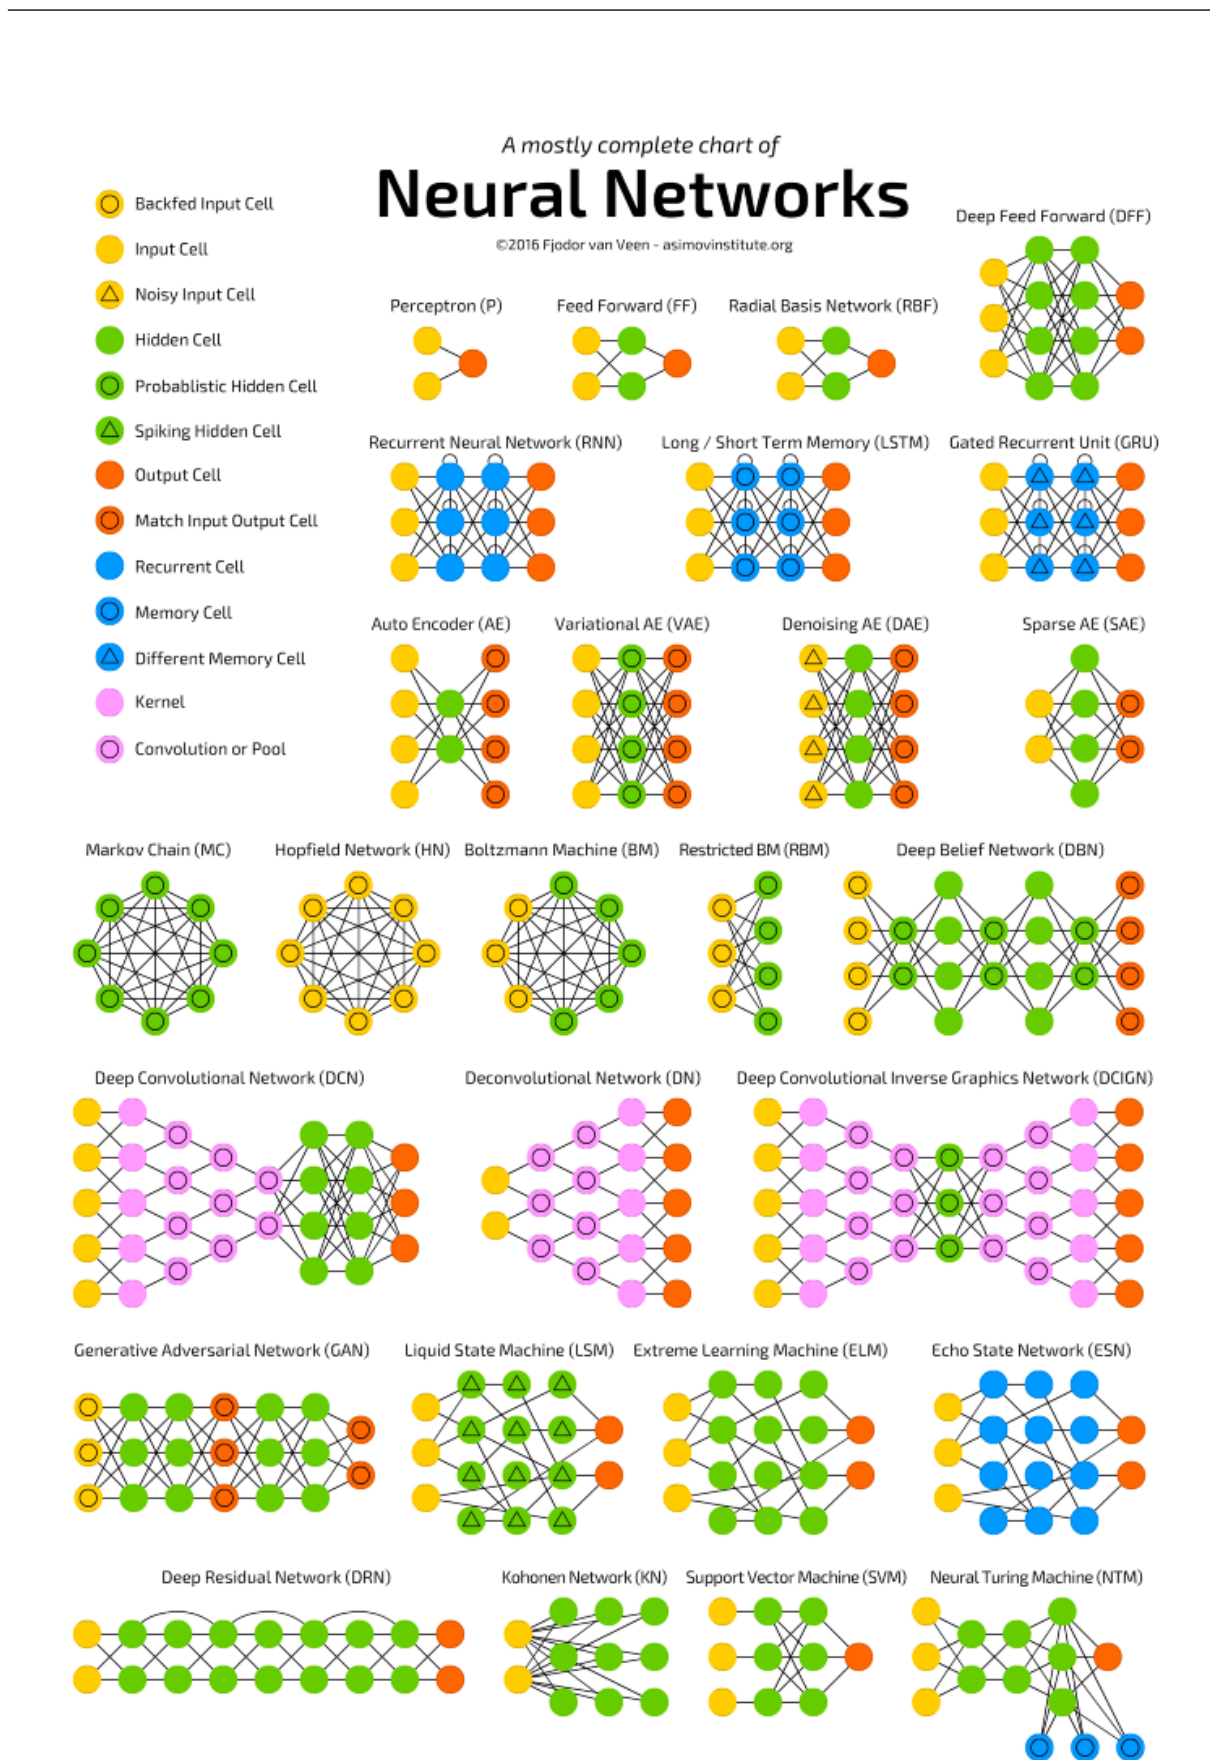 A mostly complete chart of
Neural Networks
©2016 Fjodor van Veen - asimovinstitute.org
Backfed Input Cell
Input Cell
Noisy Input Cell
Hidden Cell
Probablistic Hidden Cell
Spiking Hidden Cell
Output Cell
Match Input Output Cell
Recurrent Cell
Memory Cell
Different Memory Cell
Kernel
Convolution or Pool
Deep Feed Forward (DFF)
Perceptron (P)
Feed Forward (FF)
Radial Basis Network (RBF)
Recurrent Neural Network (RNN)
Long / Short Term Memory (LSTM)
Gated Recurrent Unit (GRU)
Auto Encoder (AE)
Variational AE (VAE)
Denoising AE (DAE)
Sparse AE (SAE)
Markov Chain (MC)
Hopfield Network (HN)
Boltzmann Machine (BM)
Restricted BM (RBM)
Deep Belief Network (DBN)
Deep Convolutional Network (DCN)
Deconvolutional Network (DN)
Deep Convolutional Inverse Graphics Network (DCIGN)
Generative Adversarial Network (GAN)
Liquid State Machine (LSM)
Extreme Learning Machine (ELM)
Echo State Network (ESN)
Deep Residual Network (DRN)
Kohonen Network (KN)
Support Vector Machine (SVM)
Neural Turing Machine (NTM)